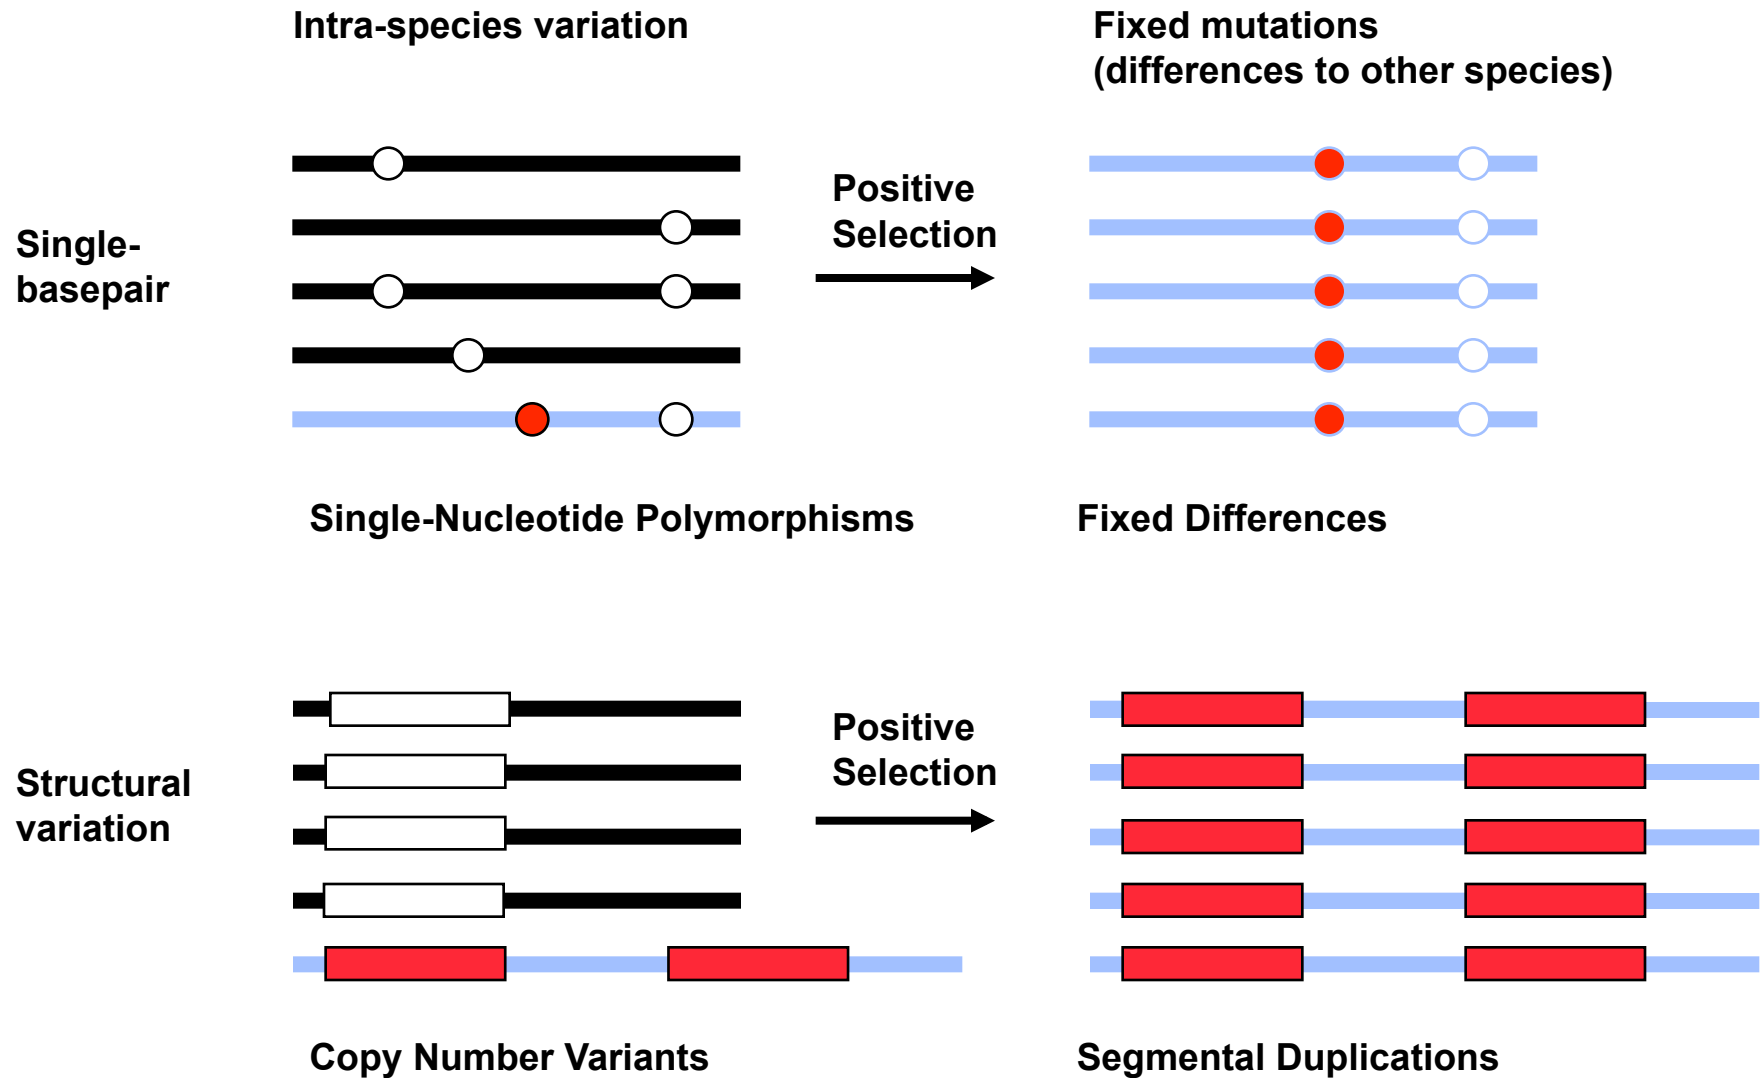 Intra-species variation
Fixed mutations
(differences to other species)
Single-
basepair
Positive
Selection
Single-Nucleotide Polymorphisms
Fixed Differences
Structural
variation
Positive
Selection
Copy Number Variants
Segmental Duplications